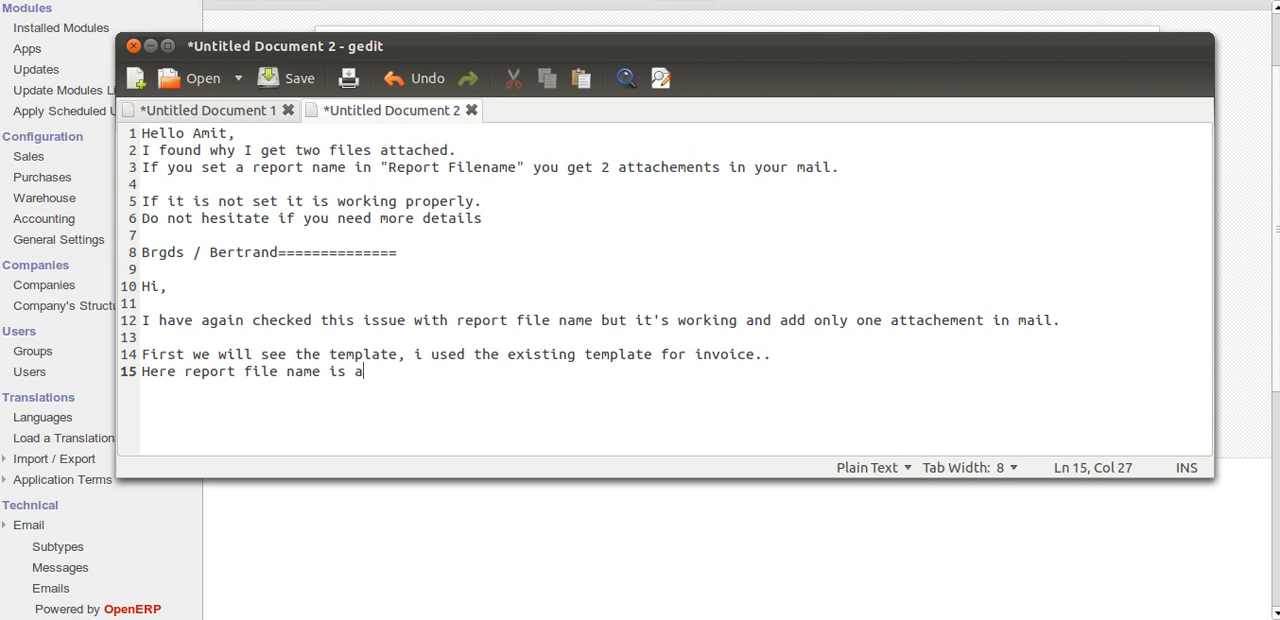 Modules
Installed Modules
Apps
Updates
Update Modules Li
Apply Scheduled U
Configuration
Sales
Purchases
Warehouse
Accounting
General Settings
Companies
Companies
Company's Structu
Users
Groups
Users
Translations
Languages
Load a Translation
Import / Export
Application Terms
Technical
Email
Subtypes
Messages
Emails
Powered by OpenERP
*Untitled Document 2 - gedit
Open Save Undo
*Untitled Document 1 *Untitled Document 2
1 Hello Amit,
2 I found why I get two files attached.
3 If you set a report name in "Report Filename" you get 2 attachements in your mail.
4
5 If it is not set it is working properly.
6 Do not hesitate if you need more details
7
8 Brgds / Bertrand==============
9
10 Hi,
11
12 I have again checked this issue with report file name but it's working and add only one attachement in mail.
13
14 First we will see the template, i used the existing template for invoice..
15 Here report file name is a
Plain Text Tab Width: 8 Ln 15, Col 27 INS